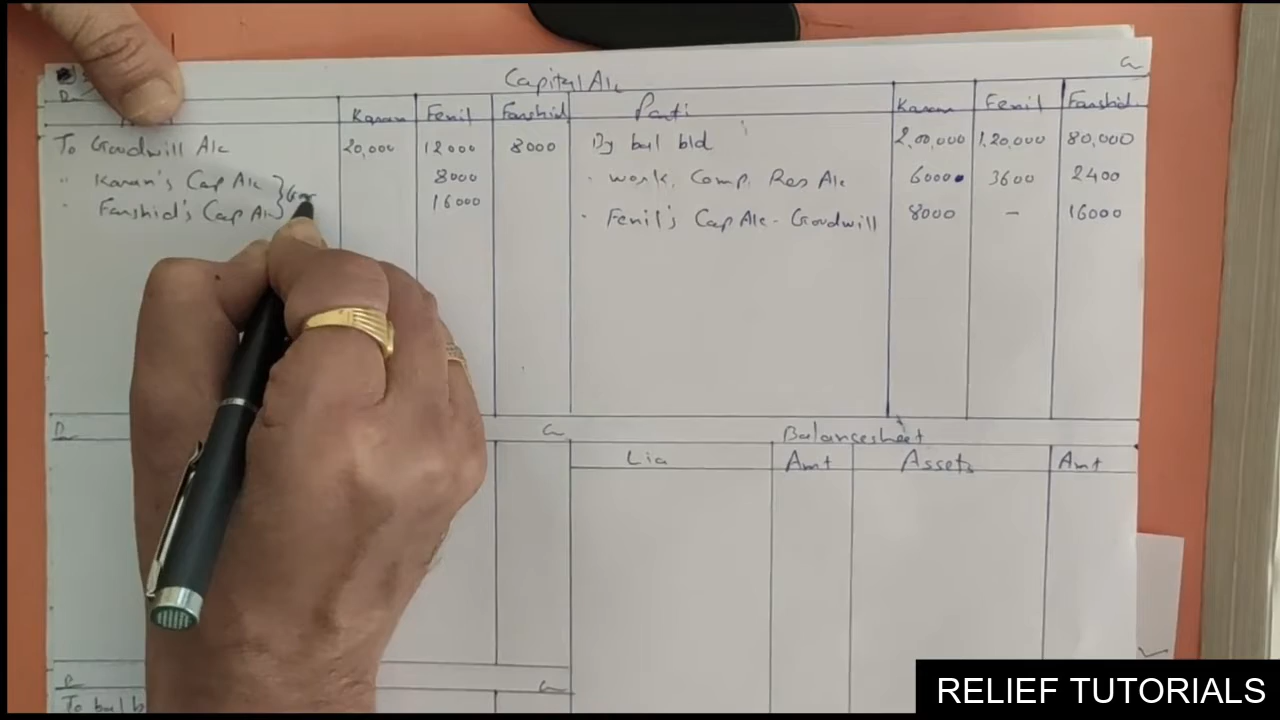 Capital A/c
Dr Cr
Karan Fenil Farshid Parti Karan Fenil Farshid
To Goodwill A/c 20,000 12000 8000 By bal b/d 2,00,000 1,20,000 80,000
" Karan's Cap A/c 8000 · work. Comp. Res A/c 6000 3600 2400
" Farshid's Cap A/c 16000 · Fenil's Cap A/c - Goodwill 8000 - 16000
Dr Cr Balancesheet
Lia Amt Assets Amt
Dr Cr
To bal b
RELIEF TUTORIALS